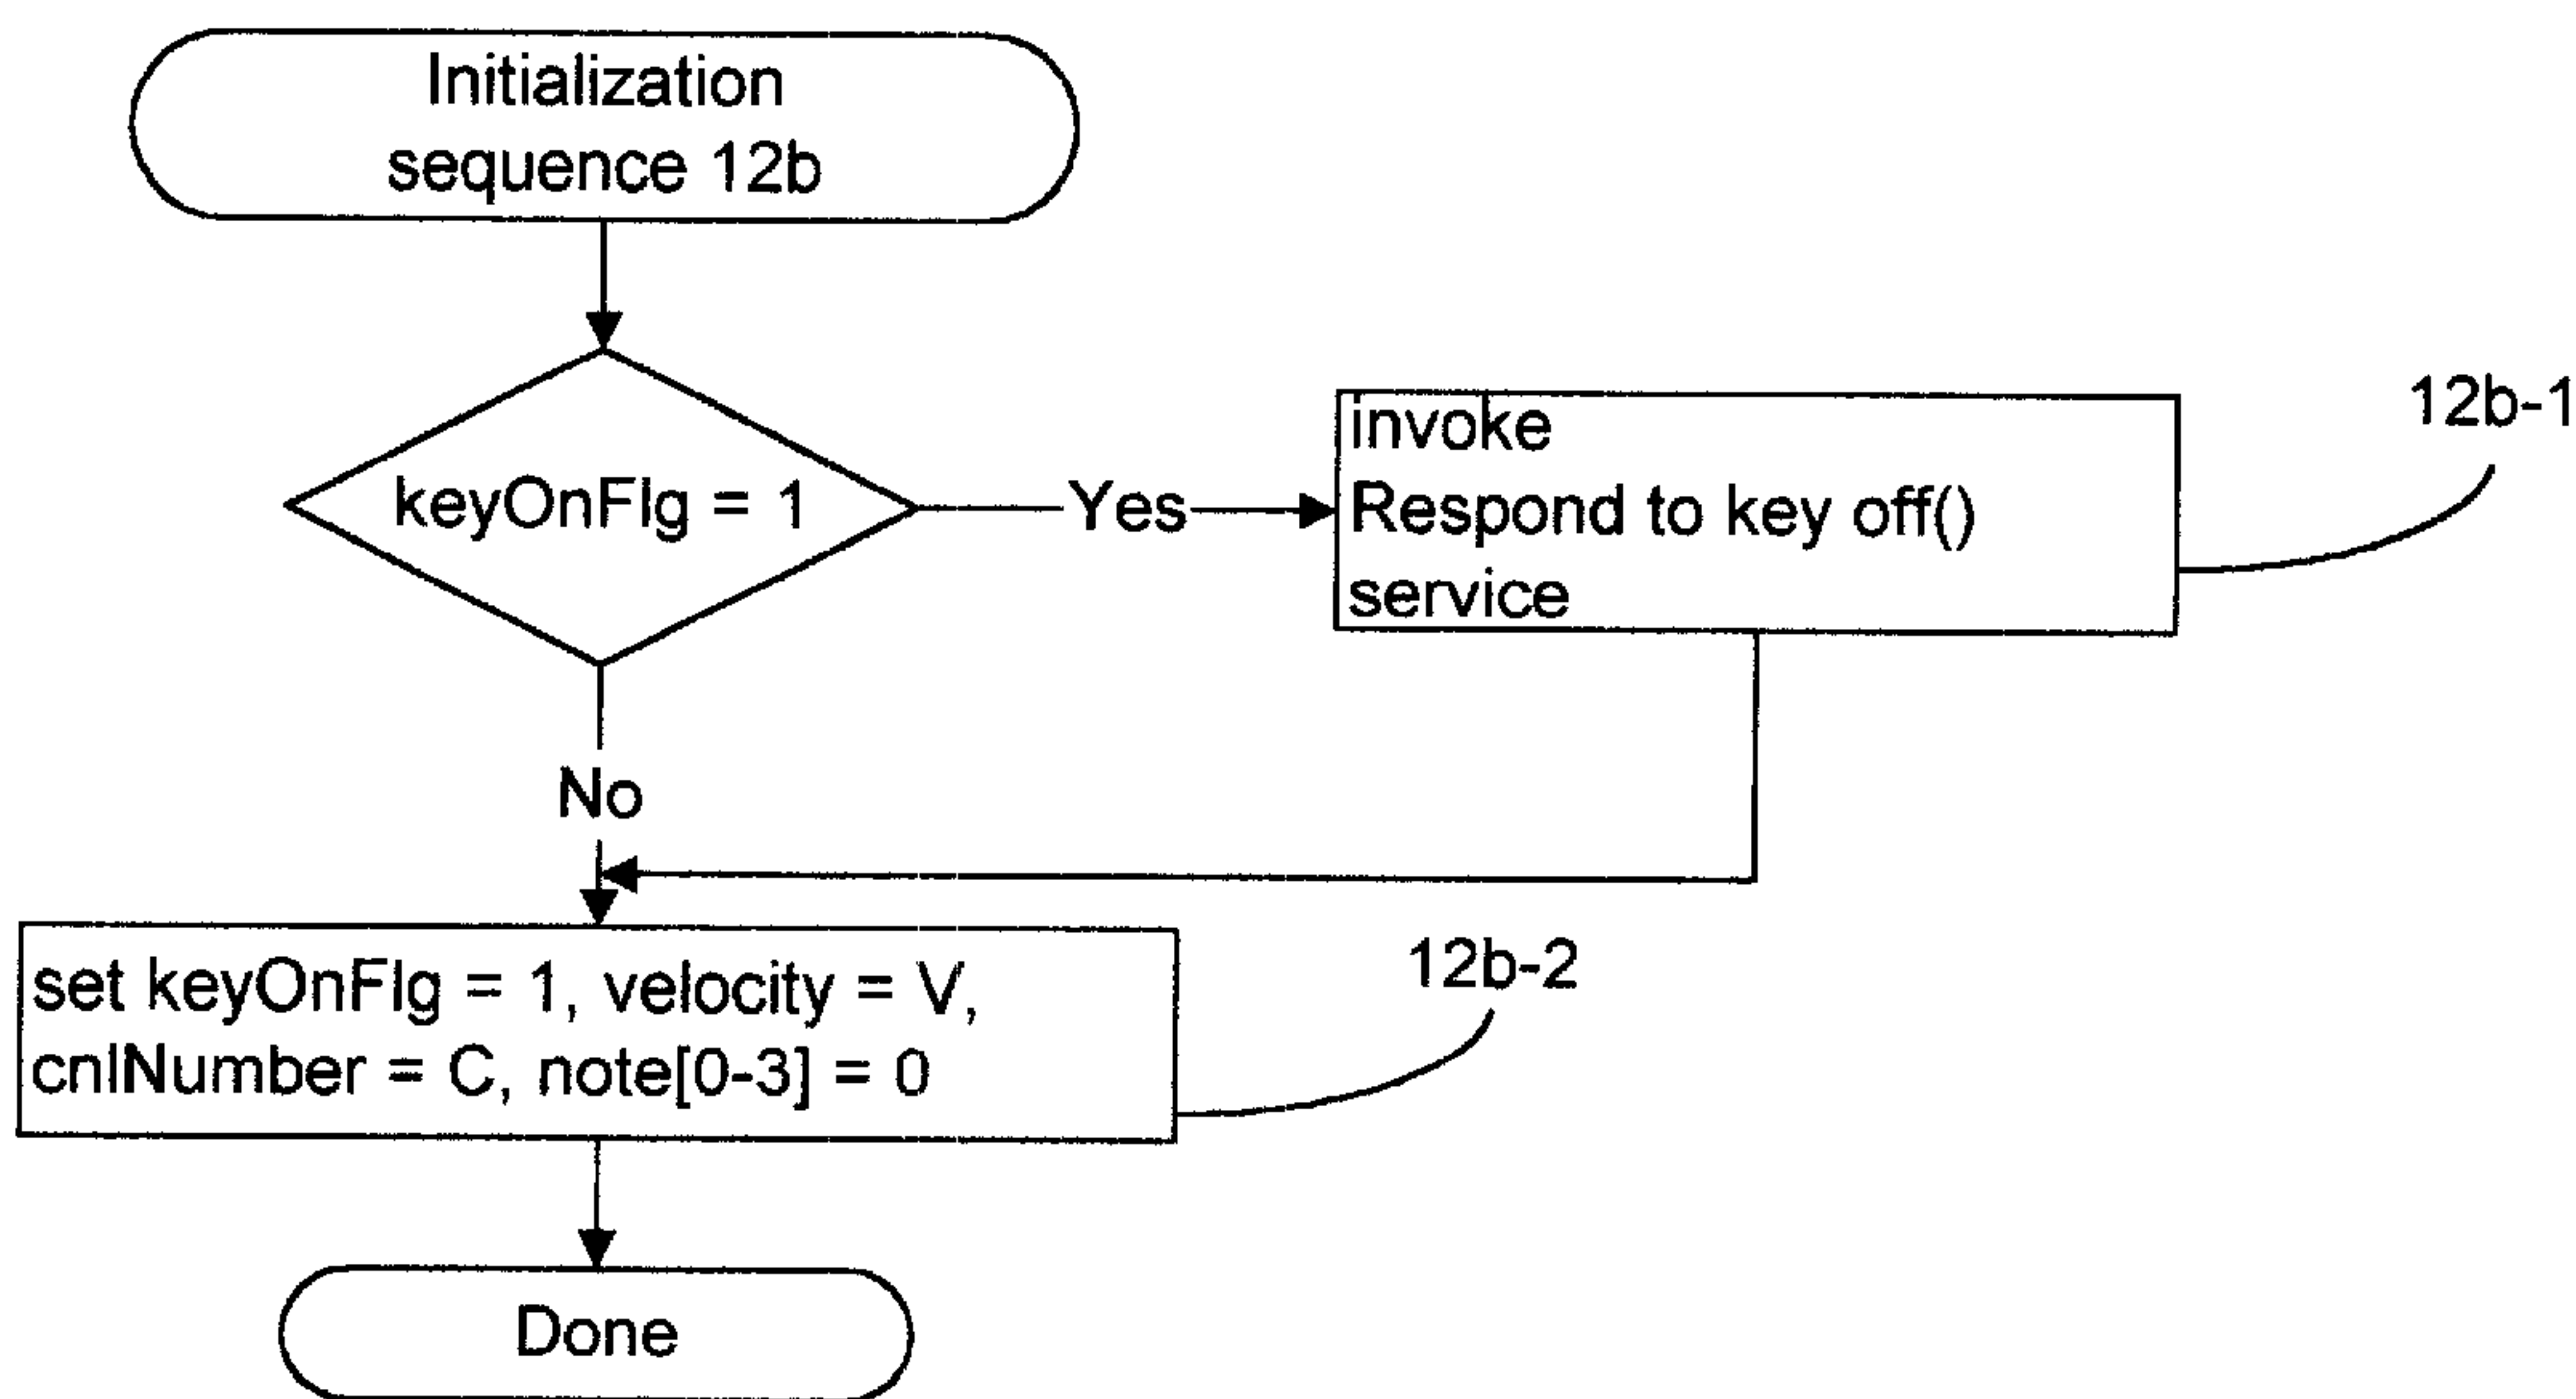 Initialization
sequence 12b
keyOnFlg = 1
Yes
invoke
Respond to key off()
service
12b-1
No
set keyOnFlg = 1, velocity = V,
cnlNumber = C, note[0-3] = 0
12b-2
Done